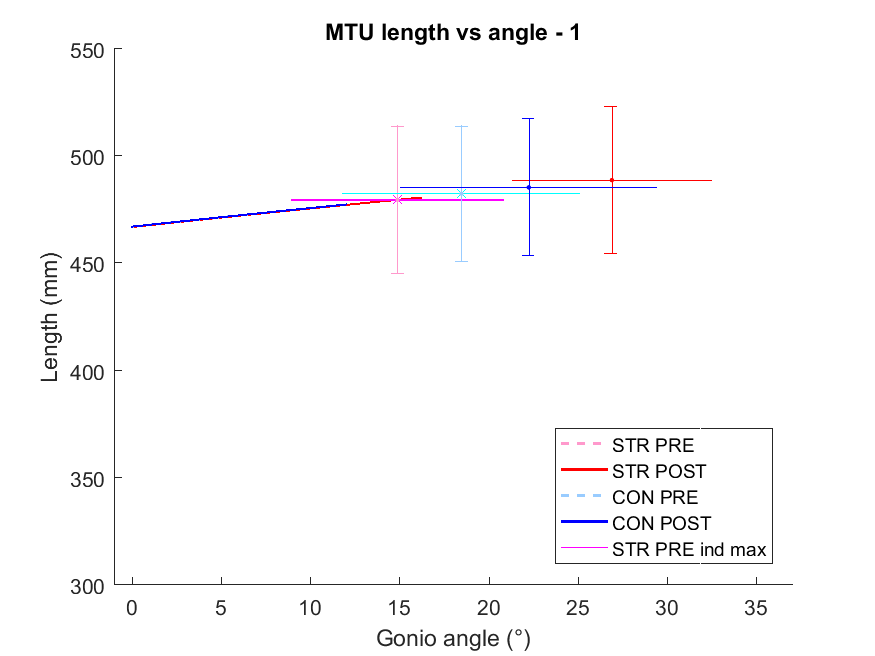 MTU length vs angle - 1
550
500
450
400
350
300
Length (mm)
0 5 10 15 20 25 30 35
Gonio angle (°)
STR PRE
STR POST
CON PRE
CON POST
STR PRE ind max